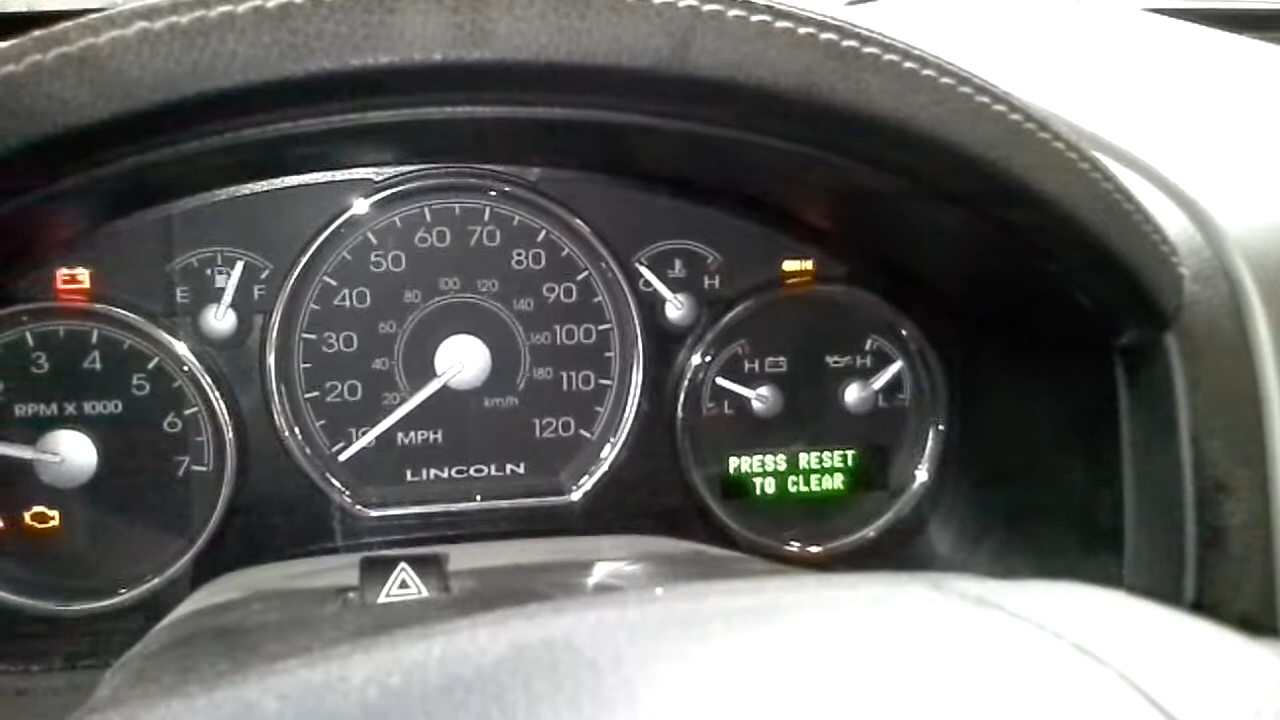 E F
3 4 5 6 7
RPM X 1000
10 20 30 40 50 60 70 80 90 100 110 120
20 40 60 80 100 120 140 160 180
km/h
MPH
LINCOLN
C H
H L
H L
PRESS RESET
TO CLEAR